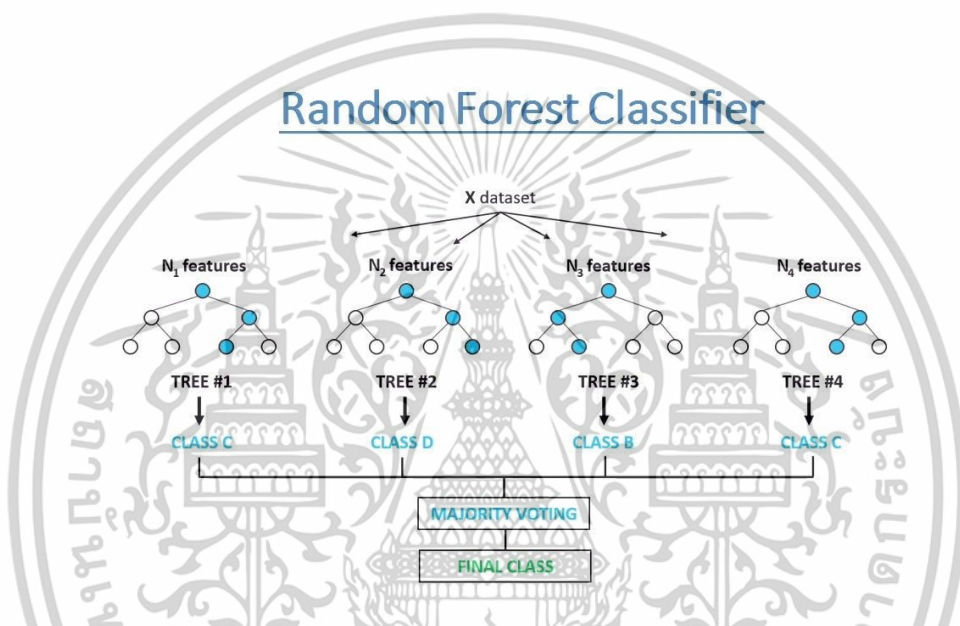 Random Forest Classifier
X dataset
N1 features N2 features N3 features N4 features
TREE #1 TREE #2 TREE #3 TREE #4
CLASS C CLASS D CLASS B CLASS C
MAJORITY VOTING
FINAL CLASS